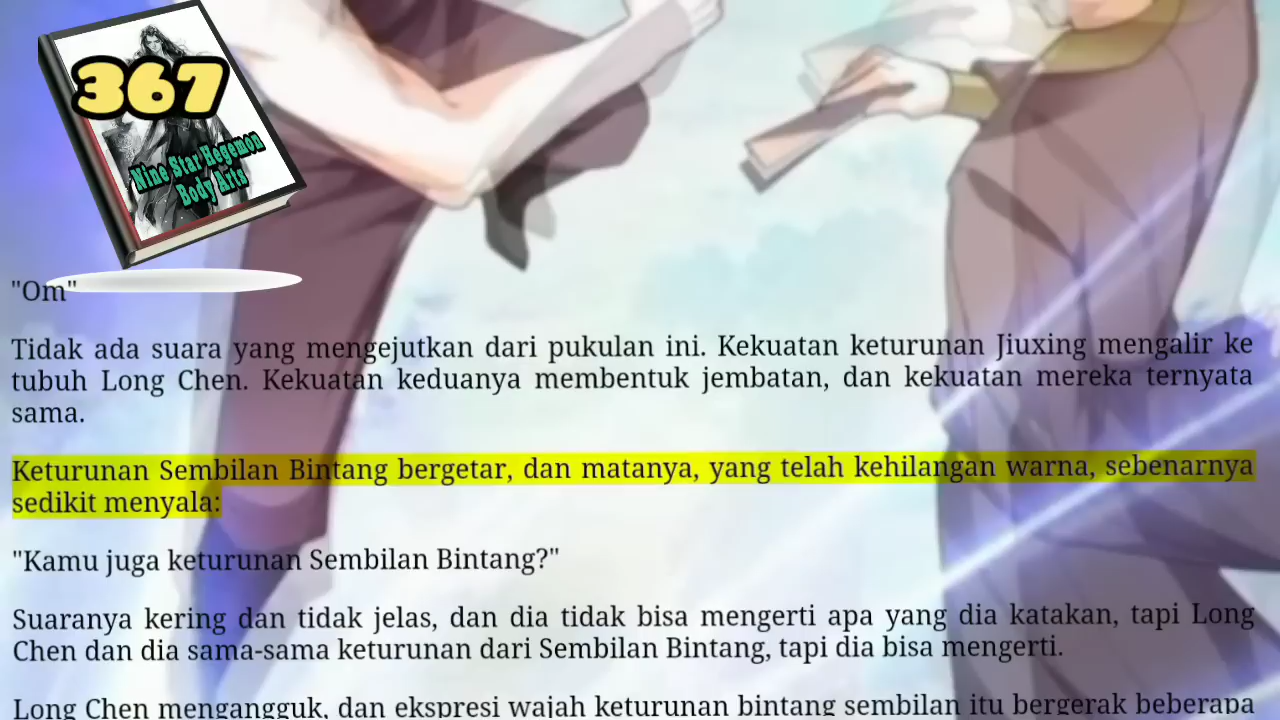 367
Nine Star Hegemon
Body Arts
"Om"
Tidak ada suara yang mengejutkan dari pukulan ini. Kekuatan keturunan Jiuxing mengalir ke
tubuh Long Chen. Kekuatan keduanya membentuk jembatan, dan kekuatan mereka ternyata
sama.
Keturunan Sembilan Bintang bergetar, dan matanya, yang telah kehilangan warna, sebenarnya
sedikit menyala:
"Kamu juga keturunan Sembilan Bintang?"
Suaranya kering dan tidak jelas, dan dia tidak bisa mengerti apa yang dia katakan, tapi Long
Chen dan dia sama-sama keturunan dari Sembilan Bintang, tapi dia bisa mengerti.
Long Chen mengangguk, dan ekspresi wajah keturunan bintang sembilan itu bergerak beberapa